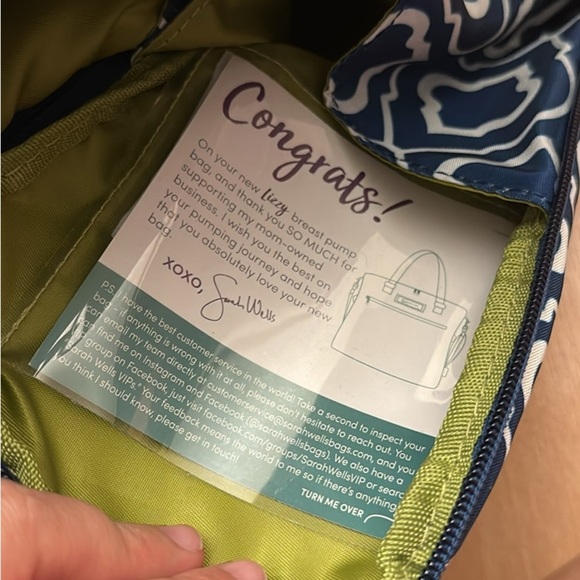 Congrats!
On your new Lizzy breast pump
bag, and thank you SO MUCH for
supporting my mom-owned
business. I wish you the best on
your pumping journey and hope
that you absolutely love your new
bag.
XOXO,
Sarah Wells
PS I have the best customer service in the world! Take a second to inspect your
bag - if anything is wrong with it at all, please don't hesitate to reach out. You
can email my team directly at customerservice@sarahwellsbags.com, and you
can find me on Instagram and Facebook (@sarahwellsbags). We also have a
group on Facebook, just visit facebook.com/groups/SarahWellsVIP or search
"Sarah Wells VIPs." Your feedback means the world to me so if there's anything
you think I should know, please get in touch!
TURN ME OVER